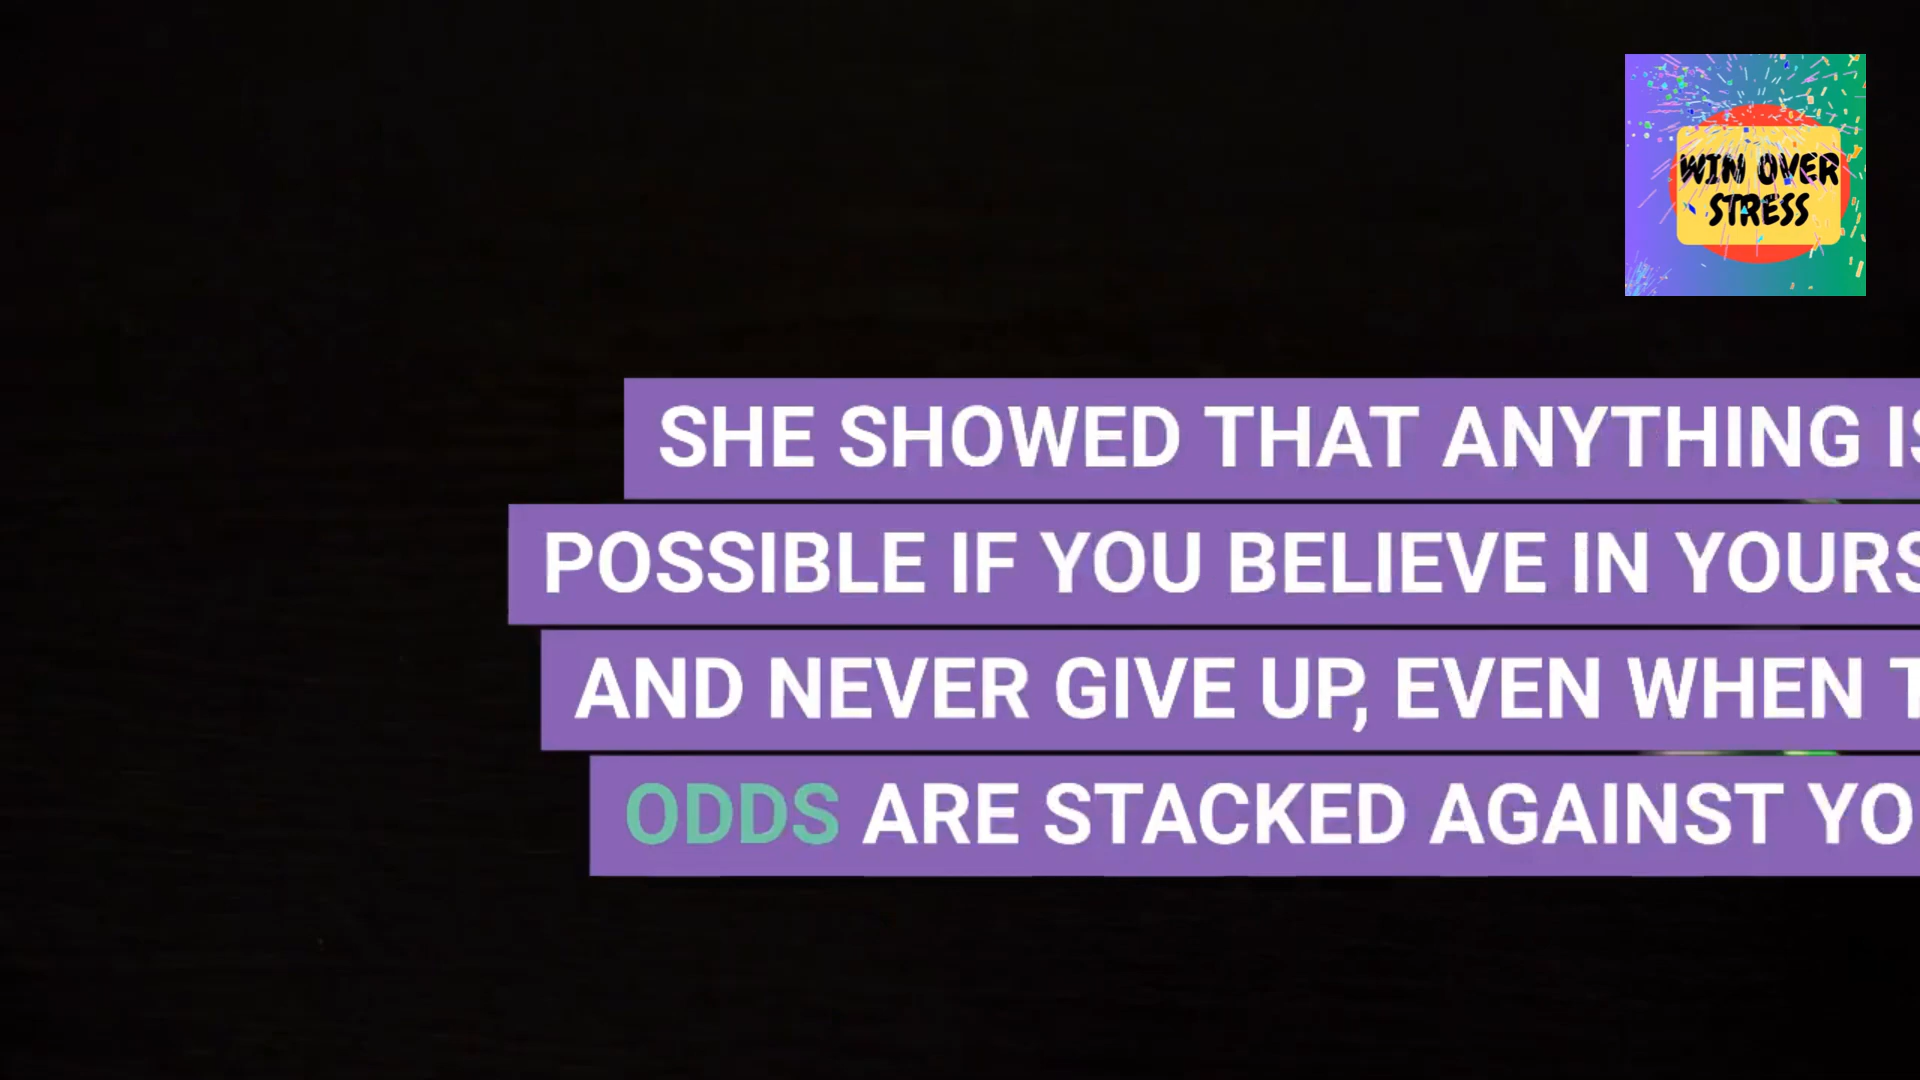 WIN OVER
STRESS
SHE SHOWED THAT ANYTHING IS
POSSIBLE IF YOU BELIEVE IN YOURS
AND NEVER GIVE UP, EVEN WHEN T
ODDS ARE STACKED AGAINST YO